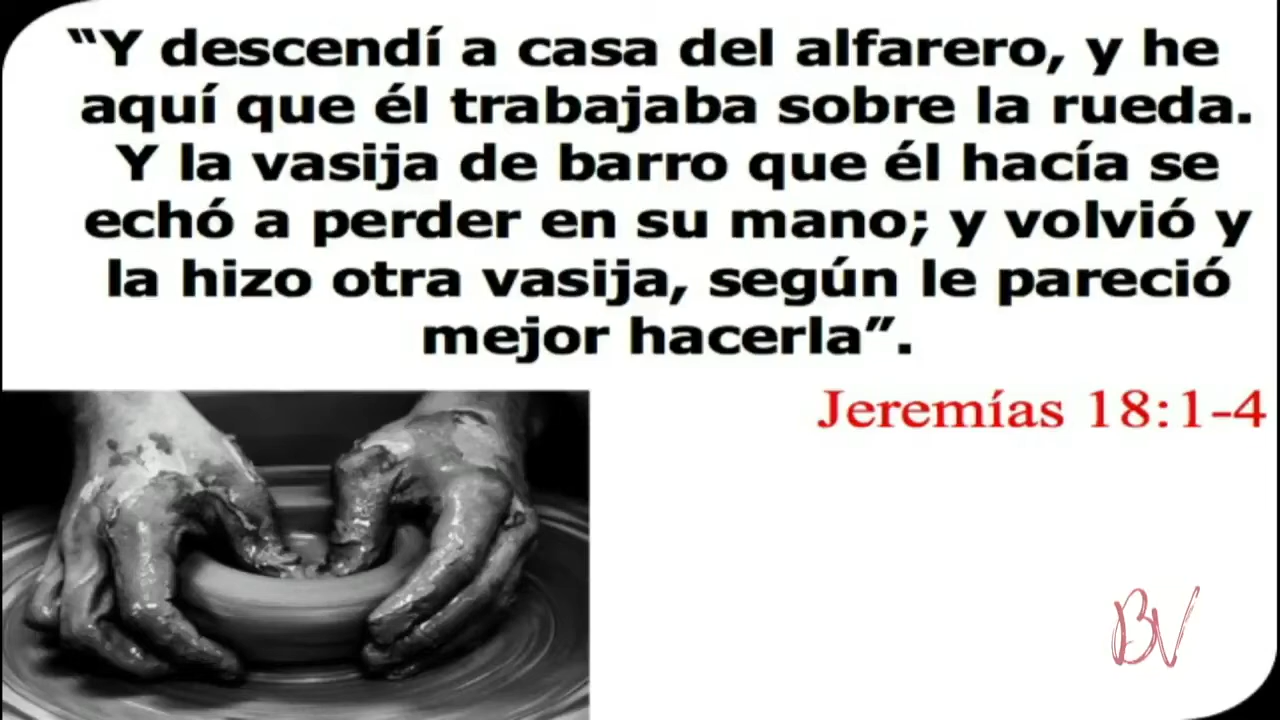 “Y descendí a casa del alfarero, y he
aquí que él trabajaba sobre la rueda.
Y la vasija de barro que él hacía se
echó a perder en su mano; y volvió y
la hizo otra vasija, según le pareció
mejor hacerla”.
Jeremías 18:1-4
BV